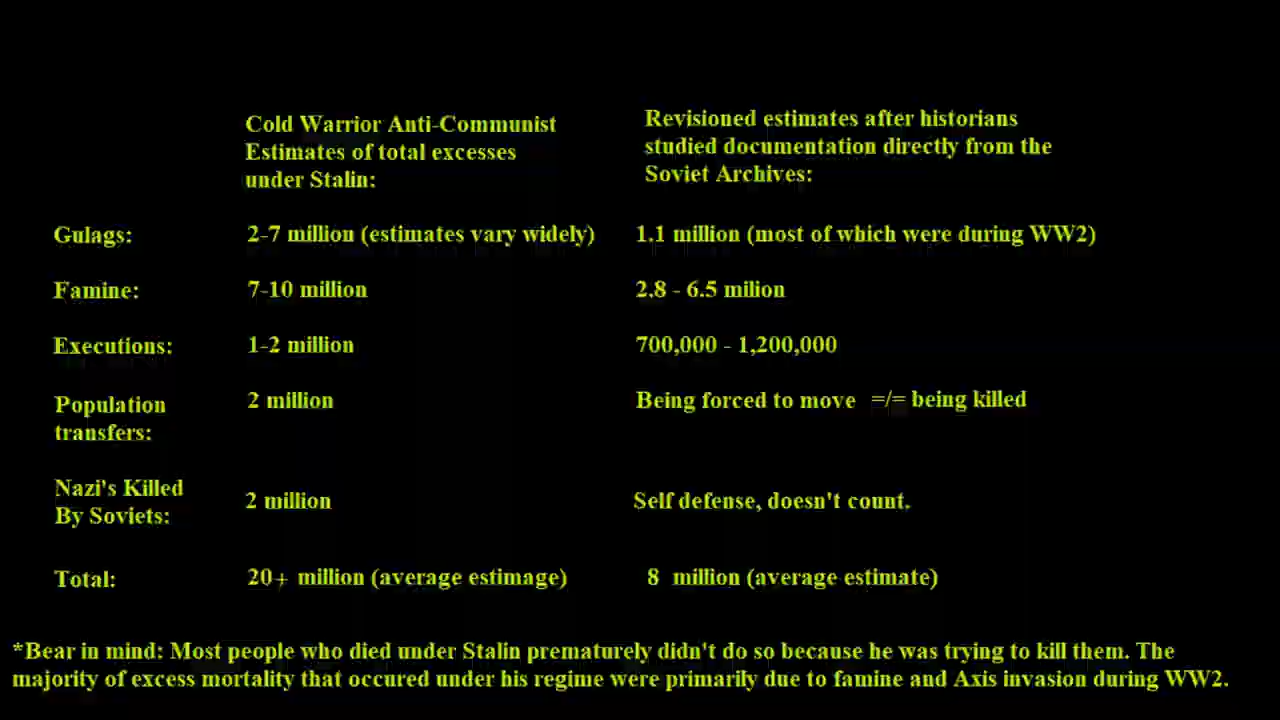 Cold Warrior Anti-Communist
Estimates of total excesses
under Stalin:
Revisioned estimates after historians
studied documentation directly from the
Soviet Archives:
Gulags: 2-7 million (estimates vary widely) 1.1 million (most of which were during WW2)
Famine: 7-10 million 2.8 - 6.5 milion
Executions: 1-2 million 700,000 - 1,200,000
Population
transfers:
2 million Being forced to move =/= being killed
Nazi's Killed
By Soviets:
2 million Self defense, doesn't count.
Total: 20+ million (average estimage) 8 million (average estimate)
*Bear in mind: Most people who died under Stalin prematurely didn't do so because he was trying to kill them. The
majority of excess mortality that occured under his regime were primarily due to famine and Axis invasion during WW2.